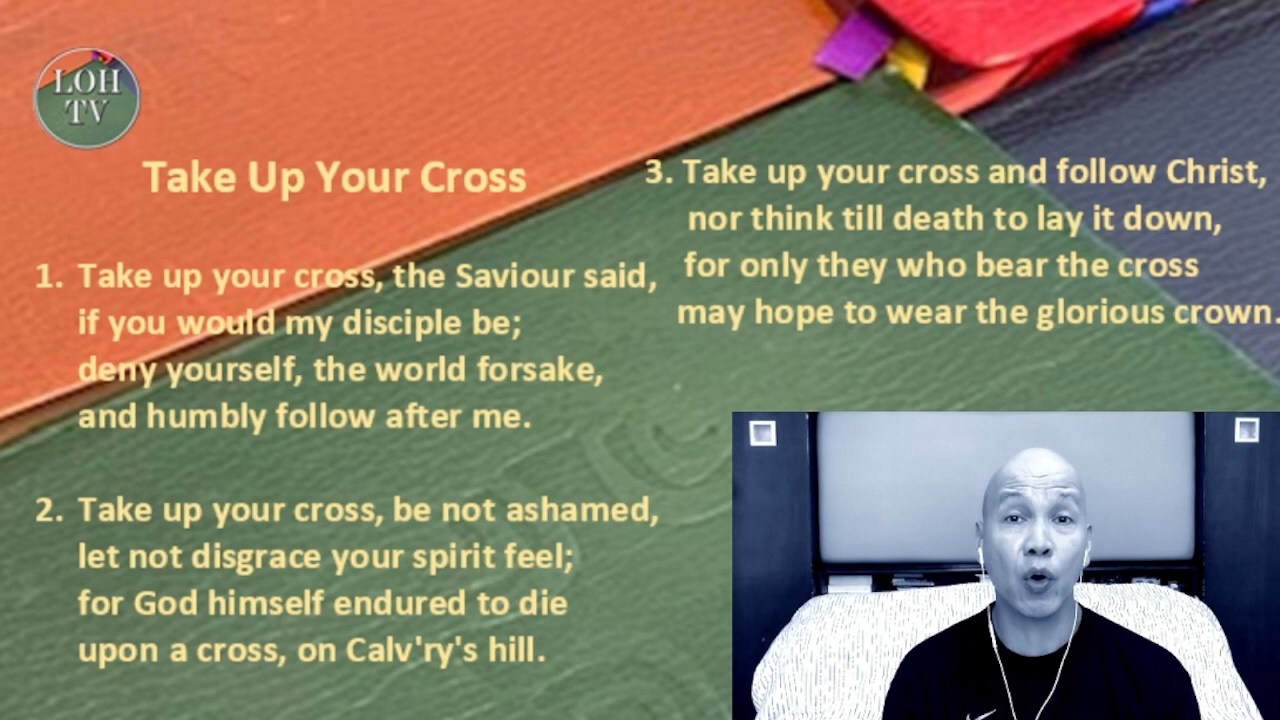 LOH
TV
Take Up Your Cross
1. Take up your cross, the Saviour said,
if you would my disciple be;
deny yourself, the world forsake,
and humbly follow after me.
2. Take up your cross, be not ashamed,
let not disgrace your spirit feel;
for God himself endured to die
upon a cross, on Calv'ry's hill.
3. Take up your cross and follow Christ,
nor think till death to lay it down,
for only they who bear the cross
may hope to wear the glorious crown.